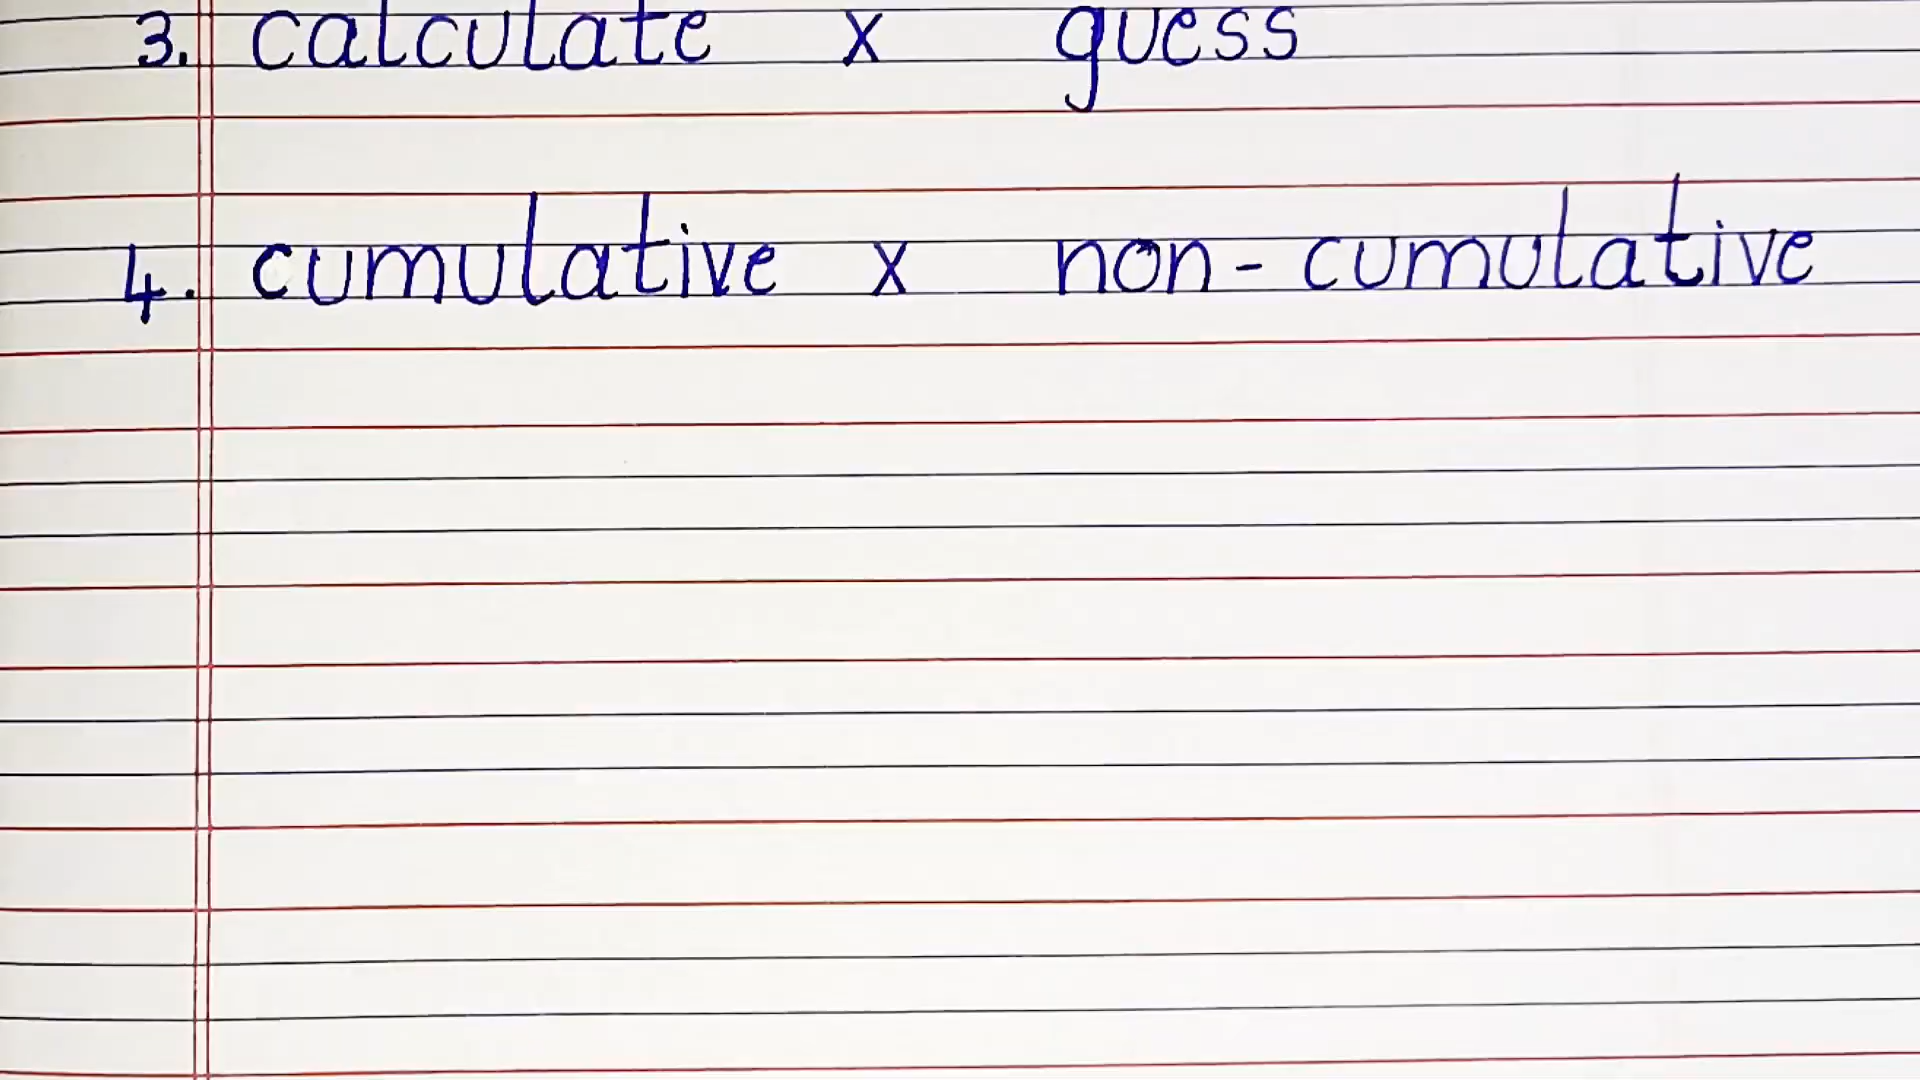 3. calculate x guess
4. cumulative x non-cumulative